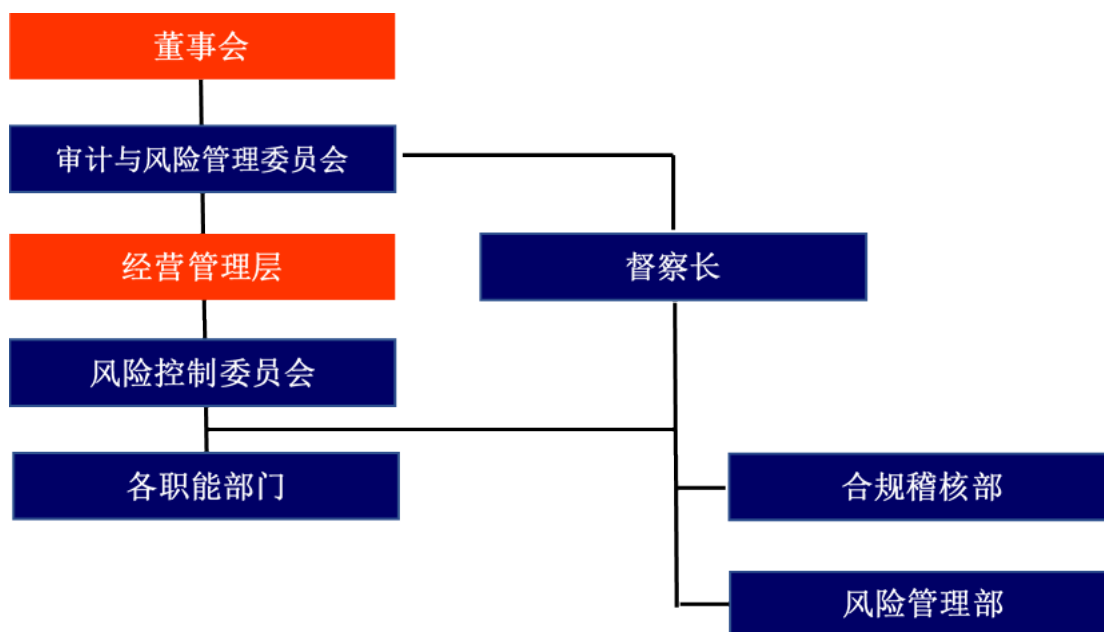 董事会
审计与风险管理委员会
经营管理层
督察长
风险控制委员会
各职能部门
合规稽核部
风险管理部